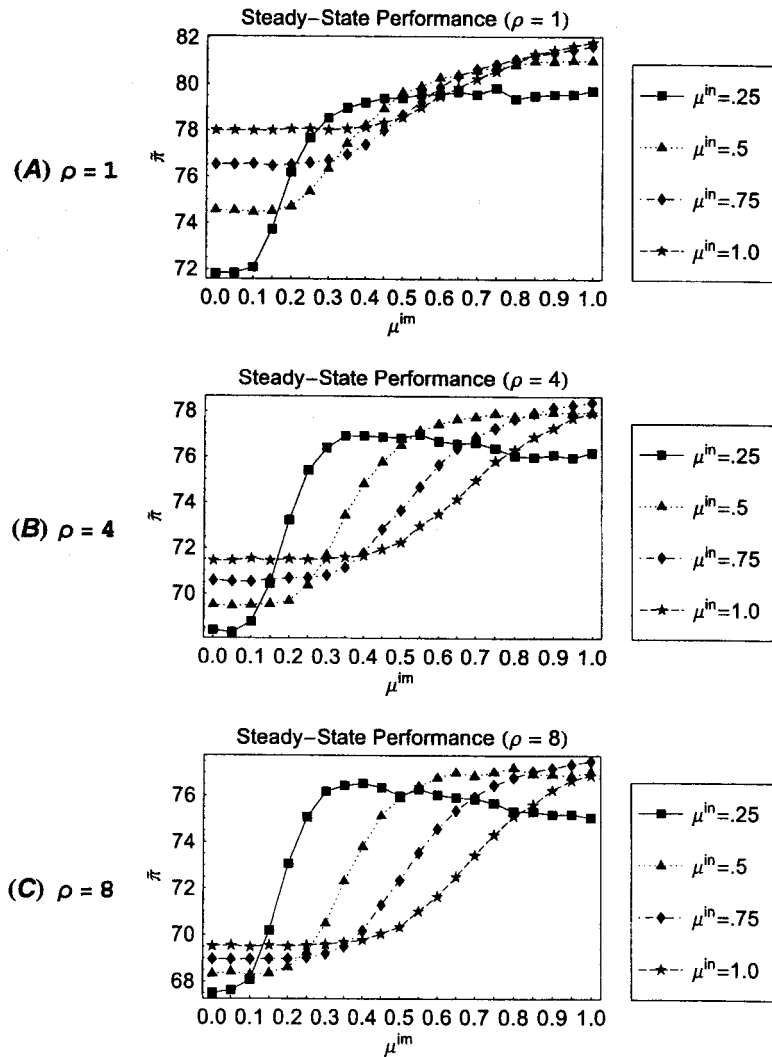 Steady–State Performance (ρ = 1)
(A) ρ = 1
π̃
82
80
78
76
74
72
0.0 0.1 0.2 0.3 0.4 0.5 0.6 0.7 0.8 0.9 1.0
μ^im
μ^in=.25
μ^in=.5
μ^in=.75
μ^in=1.0
Steady–State Performance (ρ = 4)
(B) ρ = 4
π̃
78
76
74
72
70
0.0 0.1 0.2 0.3 0.4 0.5 0.6 0.7 0.8 0.9 1.0
μ^im
μ^in=.25
μ^in=.5
μ^in=.75
μ^in=1.0
Steady–State Performance (ρ = 8)
(C) ρ = 8
π̃
76
74
72
70
68
0.0 0.1 0.2 0.3 0.4 0.5 0.6 0.7 0.8 0.9 1.0
μ^im
μ^in=.25
μ^in=.5
μ^in=.75
μ^in=1.0